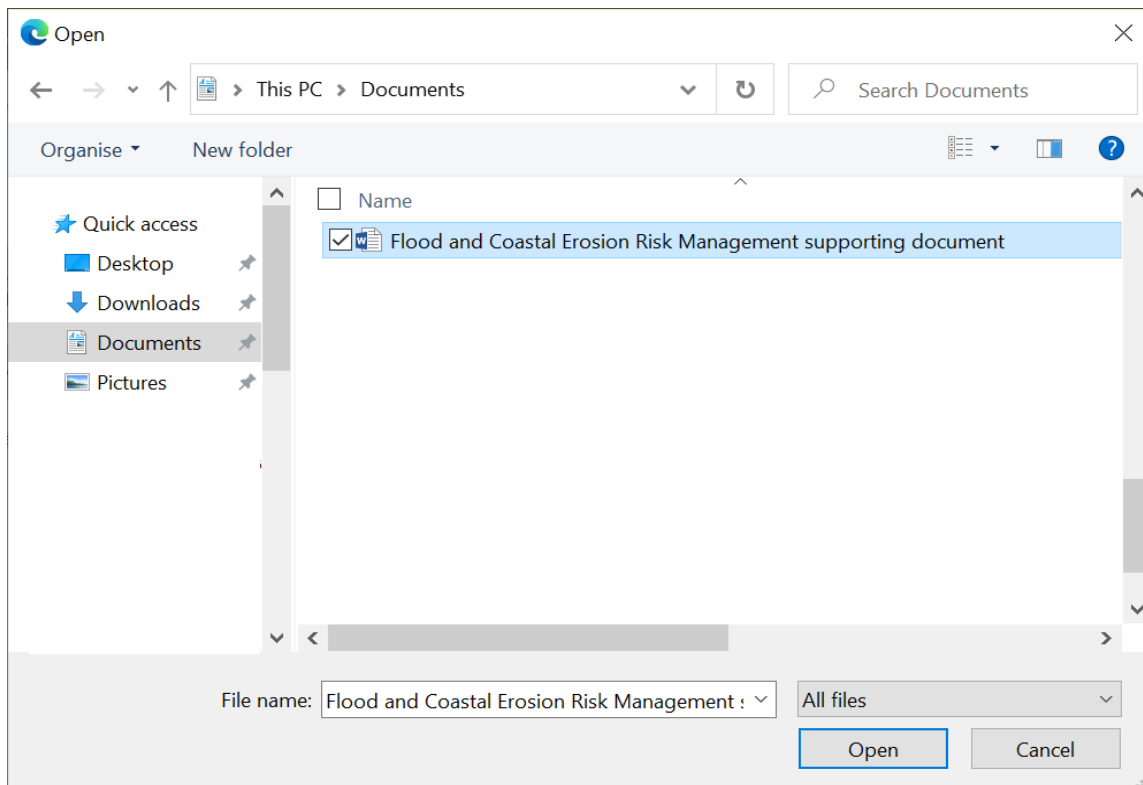 Open
This PC > Documents
Search Documents
Organise
New folder
?
Quick access
Desktop
Downloads
Documents
Pictures
Name
Flood and Coastal Erosion Risk Management supporting document
File name:
Flood and Coastal Erosion Risk Management
All files
Open
Cancel